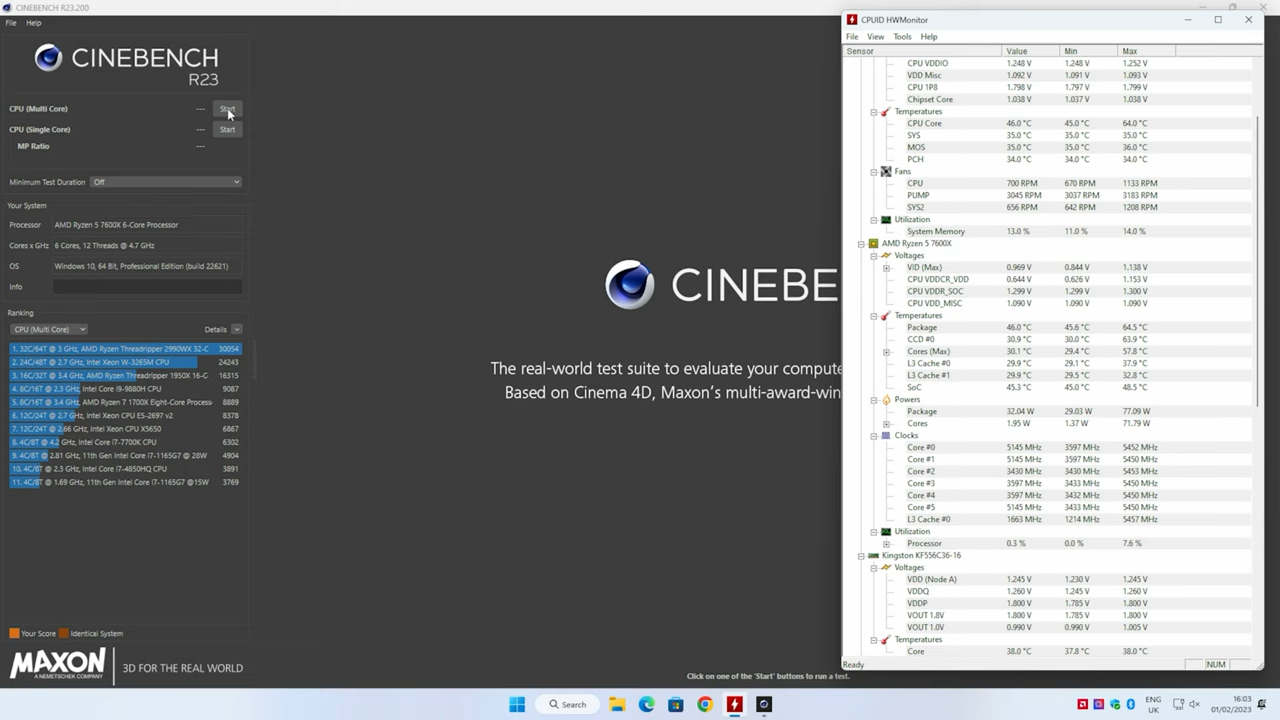 CINEBENCH R23.200
File Help
CINEBENCH
R23
CPU (Multi Core) --- Start
CPU (Single Core) --- Start
MP Ratio ---
Minimum Test Duration Off
Your System
Processor AMD Ryzen 5 7600X 6-Core Processor
Cores x GHz 6 Cores, 12 Threads @ 4.7 GHz
OS Windows 10, 64 Bit, Professional Edition (build 22621)
Info
Ranking
CPU (Multi Core) Details
1. 32C/64T @ 3 GHz, AMD Ryzen Threadripper 2990WX 32-C 30054
2. 24C/48T @ 2.7 GHz, Intel Xeon W-3265M CPU 24243
3. 16C/32T @ 3.4 GHz, AMD Ryzen Threadripper 1950X 16-C 16315
4. 8C/16T @ 2.3 GHz, Intel Core i9-9880H CPU 9087
5. 8C/16T @ 3.4 GHz, AMD Ryzen 7 1700X Eight-Core Process 8889
6. 12C/24T @ 2.7 GHz, Intel Xeon CPU E5-2697 v2 8378
7. 12C/24T @ 2.66 GHz, Intel Xeon CPU X5650 6867
8. 4C/8T @ 4.2 GHz, Intel Core i7-7700K CPU 6302
9. 4C/8T @ 2.81 GHz, 11th Gen Intel Core i7-1165G7 @ 28W 4904
10. 4C/8T @ 2.3 GHz, Intel Core i7-4850HQ CPU 3891
11. 4C/8T @ 1.69 GHz, 11th Gen Intel Core i7-1165G7 @15W 3769
Your Score Identical System
MAXON 3D FOR THE REAL WORLD
A NEMETSCHEK COMPANY
CINEBE
The real-world test suite to evaluate your compute
Based on Cinema 4D, Maxon's multi-award-win
Click on one of the 'Start' buttons to run a test.
CPUID HWMonitor
File View Tools Help
Sensor Value Min Max
CPU VDDIO 1.248 V 1.248 V 1.252 V
VDD Misc 1.092 V 1.091 V 1.093 V
CPU 1P8 1.798 V 1.797 V 1.799 V
Chipset Core 1.038 V 1.037 V 1.038 V
Temperatures
CPU Core 46.0 °C 45.0 °C 64.0 °C
SYS 35.0 °C 35.0 °C 35.0 °C
MOS 35.0 °C 35.0 °C 36.0 °C
PCH 34.0 °C 34.0 °C 34.0 °C
Fans
CPU 700 RPM 670 RPM 1133 RPM
PUMP 3045 RPM 3037 RPM 3183 RPM
SYS2 656 RPM 642 RPM 1208 RPM
Utilization
System Memory 13.0 % 11.0 % 14.0 %
AMD Ryzen 5 7600X
Voltages
VID (Max) 0.969 V 0.844 V 1.138 V
CPU VDDCR_VDD 0.644 V 0.626 V 1.153 V
CPU VDDR_SOC 1.299 V 1.299 V 1.300 V
CPU VDD_MISC 1.090 V 1.090 V 1.091 V
Temperatures
Package 46.0 °C 45.6 °C 64.5 °C
CCD #0 30.9 °C 30.0 °C 63.9 °C
Cores (Max) 30.1 °C 29.4 °C 57.8 °C
L3 Cache #0 29.9 °C 29.1 °C 37.9 °C
L3 Cache #1 29.9 °C 29.5 °C 32.8 °C
SoC 45.3 °C 45.0 °C 48.5 °C
Powers
Package 32.04 W 29.03 W 77.09 W
Cores 1.95 W 1.37 W 71.79 W
Clocks
Core #0 5145 MHz 3597 MHz 5452 MHz
Core #1 5145 MHz 3433 MHz 5450 MHz
Core #2 3430 MHz 3430 MHz 5453 MHz
Core #3 3597 MHz 3433 MHz 5450 MHz
Core #4 3597 MHz 3432 MHz 5450 MHz
Core #5 5145 MHz 3433 MHz 5450 MHz
L3 Cache #0 1663 MHz 1214 MHz 5457 MHz
Utilization
Processor 0.3 % 0.0 % 7.6 %
Kingston KF556C36-16
Voltages
VDD (Node A) 1.245 V 1.230 V 1.245 V
VDDQ 1.260 V 1.245 V 1.260 V
VDDP 1.800 V 1.785 V 1.800 V
VOUT 1.8V 1.800 V 1.785 V 1.800 V
VOUT 1.0V 0.990 V 0.990 V 1.005 V
Temperatures
Core 38.0 °C 37.8 °C 38.0 °C
Ready NUM
Search
ENG
UK
16:03
01/02/2023